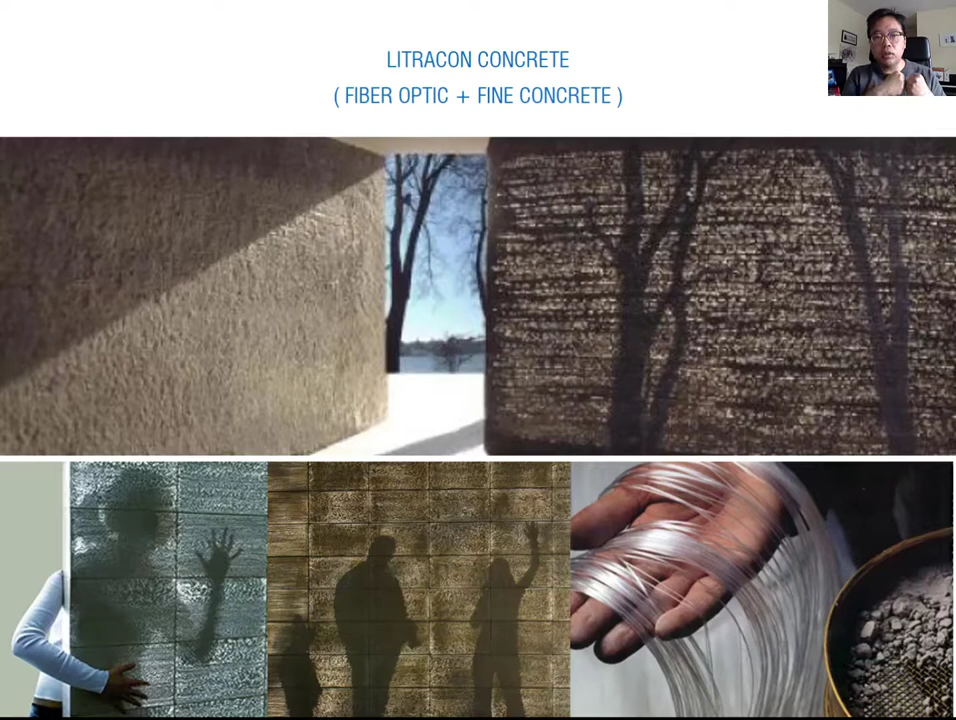 LITRACON CONCRETE
( FIBER OPTIC + FINE CONCRETE )